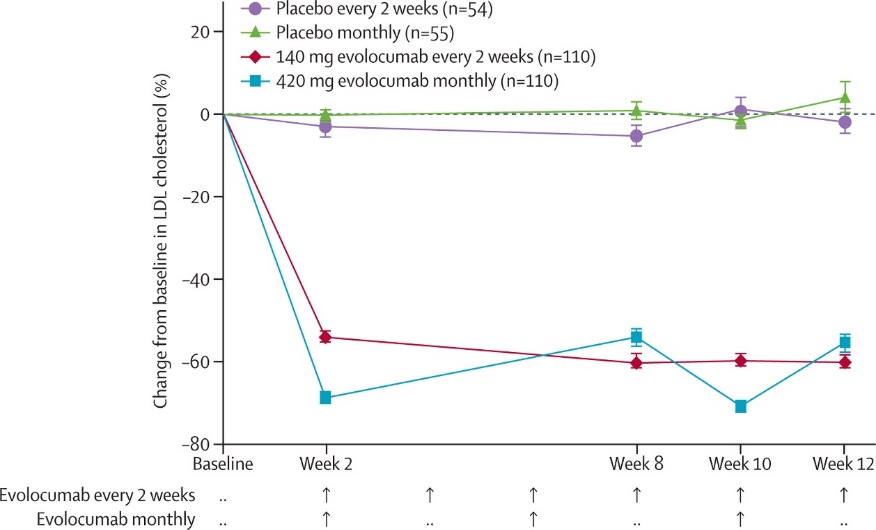 Placebo every 2 weeks (n=54)
Placebo monthly (n=55)
140 mg evolocumab every 2 weeks (n=110)
420 mg evolocumab monthly (n=110)
Change from baseline in LDL cholesterol (%)
20
0
−20
−40
−60
−80
Baseline Week 2 Week 8 Week 10 Week 12
Evolocumab every 2 weeks .. ↑ ↑ ↑ ↑ ↑ ↑
Evolocumab monthly .. ↑ .. ↑ .. ↑ ..